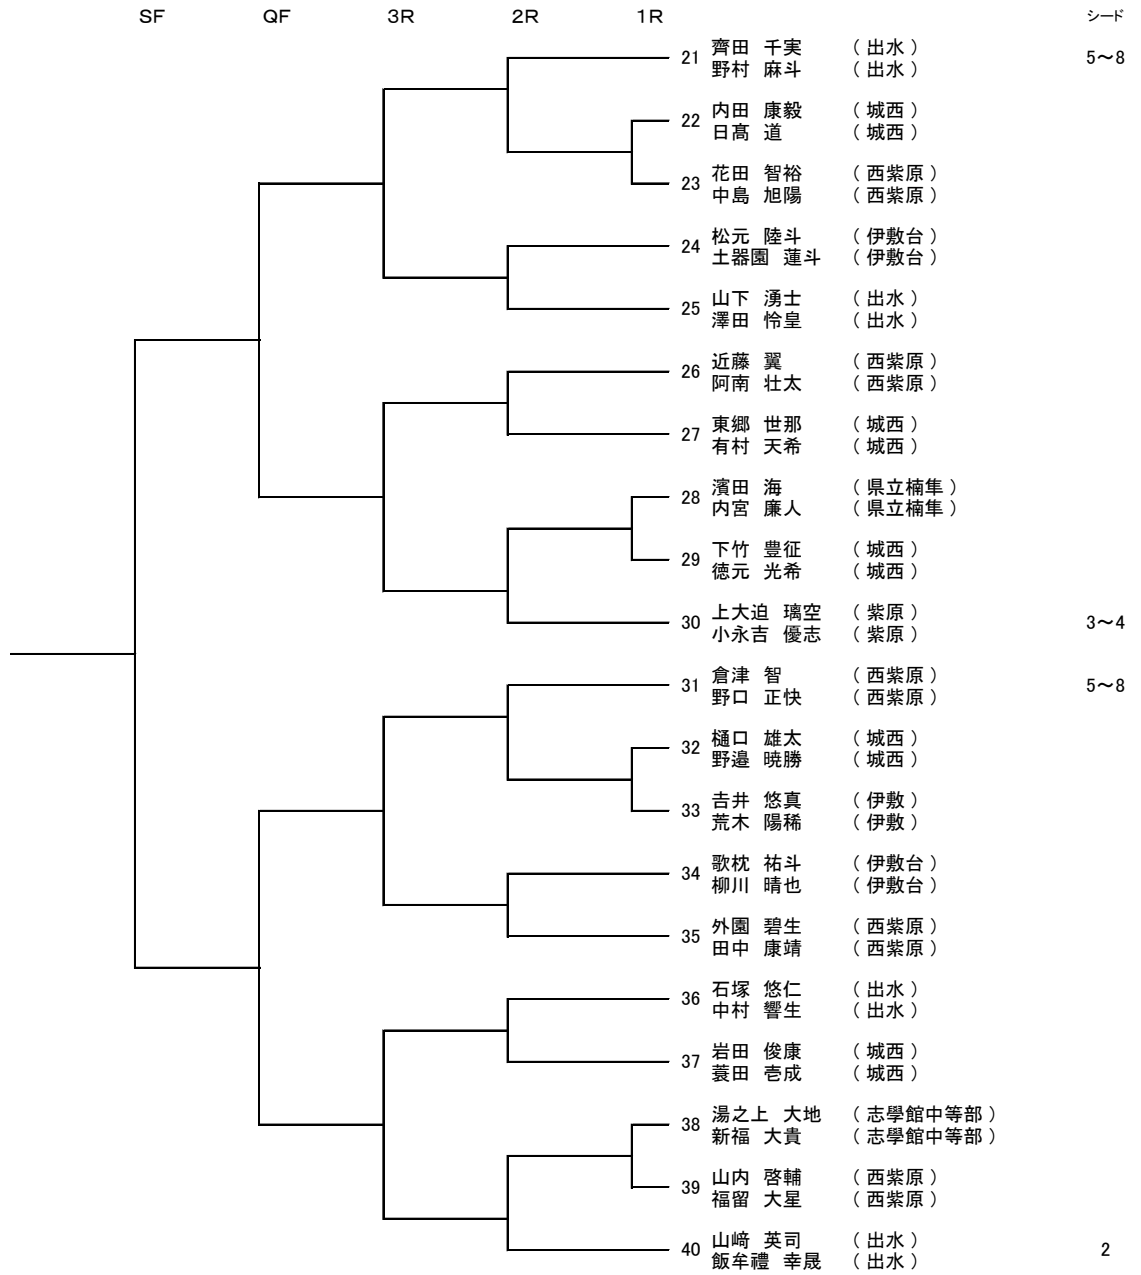 ＳＦ ＱＦ ３Ｒ ２Ｒ １Ｒ シード
21 齊田 千実 （ 出水 ） 5～8
野村 麻斗 （ 出水 ）
22 内田 康毅 （ 城西 ）
日髙 道 （ 城西 ）
23 花田 智裕 （ 西紫原 ）
中島 旭陽 （ 西紫原 ）
24 松元 陸斗 （ 伊敷台 ）
土器園 蓮斗 （ 伊敷台 ）
25 山下 湧士 （ 出水 ）
澤田 怜皇 （ 出水 ）
26 近藤 翼 （ 西紫原 ）
阿南 壮太 （ 西紫原 ）
27 東郷 世那 （ 城西 ）
有村 天希 （ 城西 ）
28 濱田 海 （ 県立楠隼 ）
内宮 廉人 （ 県立楠隼 ）
29 下竹 豊征 （ 城西 ）
徳元 光希 （ 城西 ）
30 上大迫 璃空 （ 紫原 ） 3～4
小永吉 優志 （ 紫原 ）
31 倉津 智 （ 西紫原 ） 5～8
野口 正快 （ 西紫原 ）
32 樋口 雄太 （ 城西 ）
野邉 暁勝 （ 城西 ）
33 𠮷井 悠真 （ 伊敷 ）
荒木 陽稀 （ 伊敷 ）
34 歌枕 祐斗 （ 伊敷台 ）
柳川 晴也 （ 伊敷台 ）
35 外園 碧生 （ 西紫原 ）
田中 康靖 （ 西紫原 ）
36 石塚 悠仁 （ 出水 ）
中村 響生 （ 出水 ）
37 岩田 俊康 （ 城西 ）
蓑田 壱成 （ 城西 ）
38 湯之上 大地 （ 志學館中等部 ）
新福 大貴 （ 志學館中等部 ）
39 山内 啓輔 （ 西紫原 ）
福留 大星 （ 西紫原 ）
40 山﨑 英司 （ 出水 ） 2
飯牟禮 幸晟 （ 出水 ）